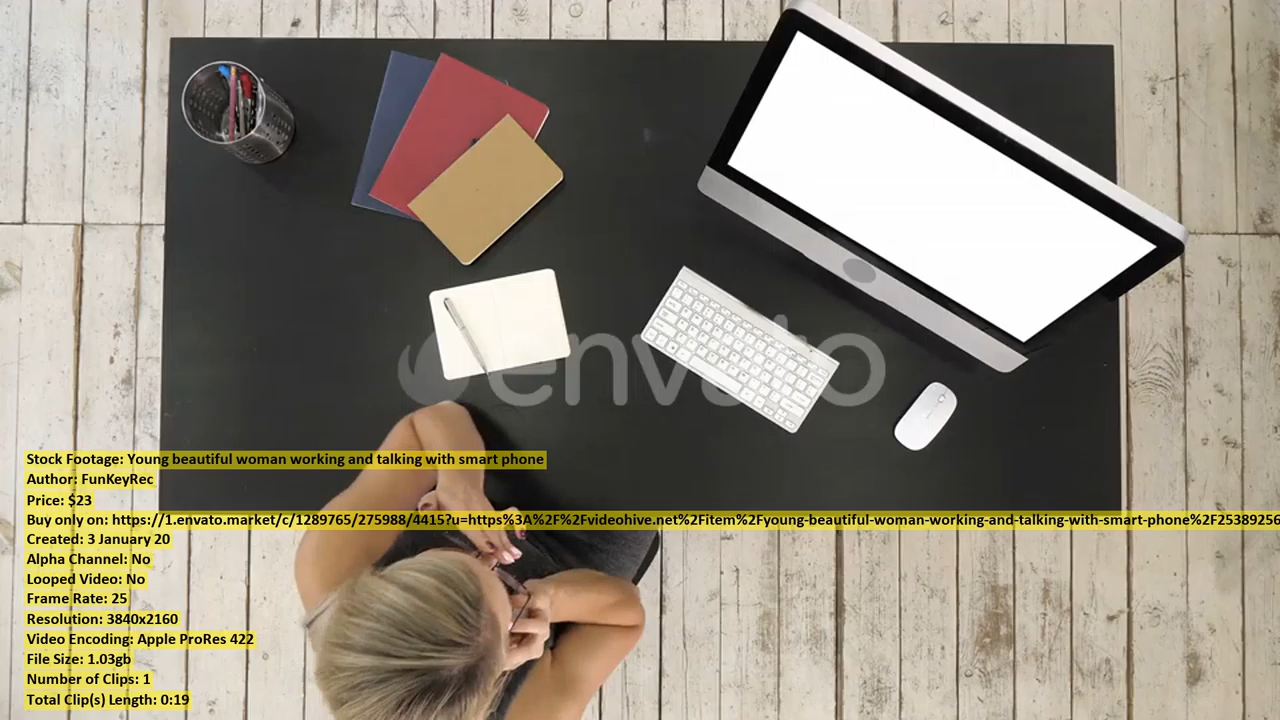 envato
Stock Footage: Young beautiful woman working and talking with smart phone
Author: FunKeyRec
Price: $23
Buy only on: https://1.envato.market/c/1289765/275988/4415?u=https%3A%2F%2Fvideohive.net%2Fitem%2Fyoung-beautiful-woman-working-and-talking-with-smart-phone%2F25389256
Created: 3 January 20
Alpha Channel: No
Looped Video: No
Frame Rate: 25
Resolution: 3840x2160
Video Encoding: Apple ProRes 422
File Size: 1.03gb
Number of Clips: 1
Total Clip(s) Length: 0:19